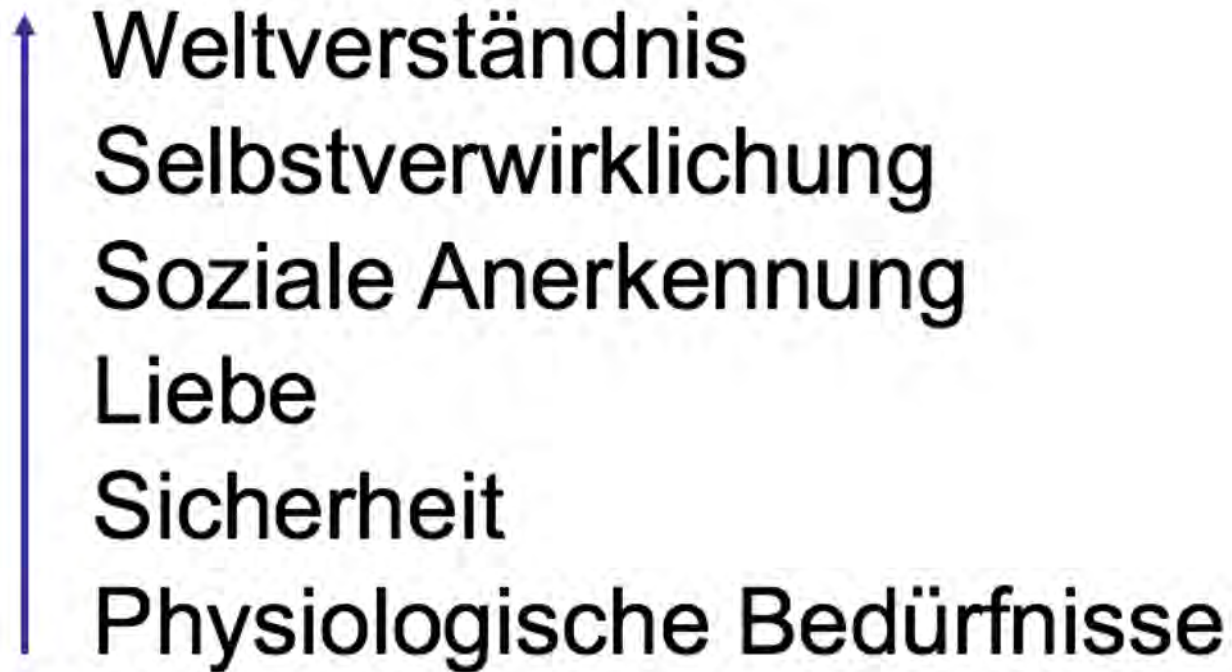 Weltverständnis
Selbstverwirklichung
Soziale Anerkennung
Liebe
Sicherheit
Physiologische Bedürfnisse